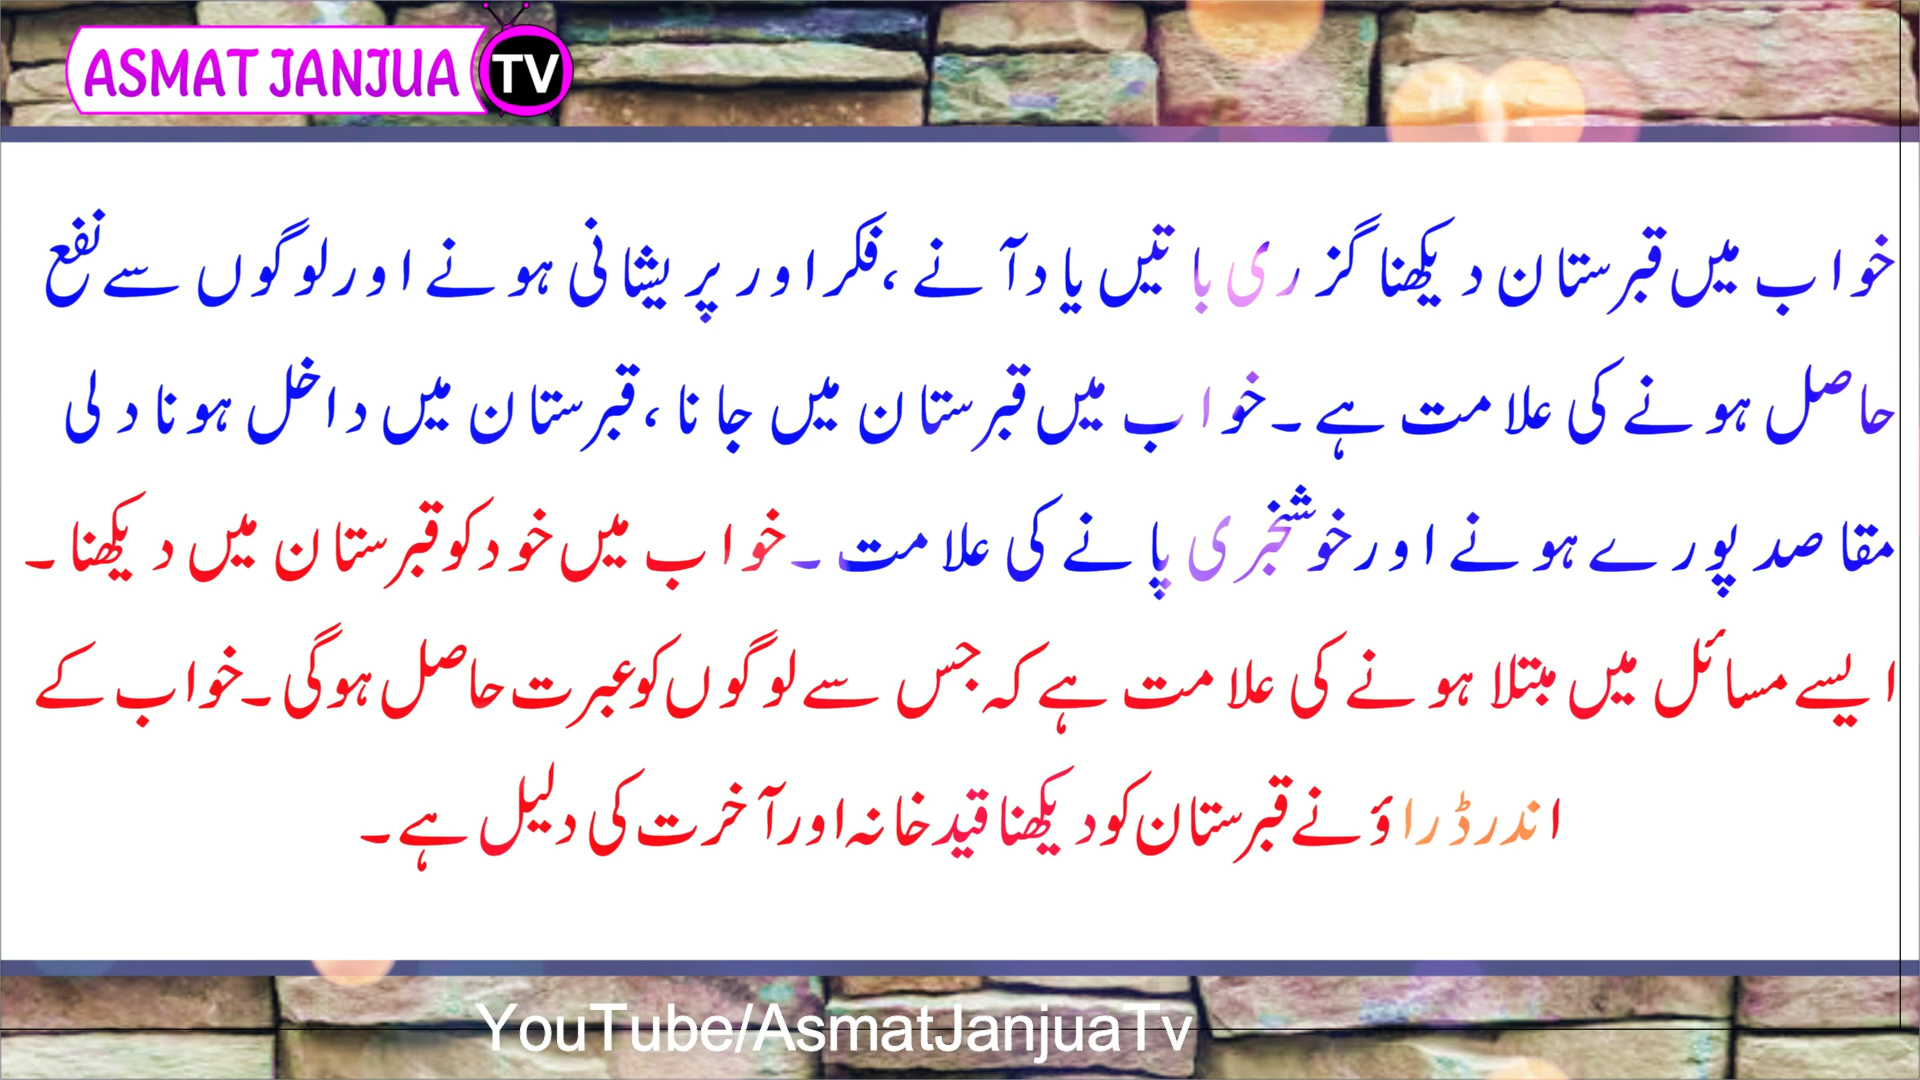 ASMAT JANJUA TV
خواب میں قبرستان دیکھنا گزری باتیں یاد آنے ،فکر اور پریشانی ہونے اور لوگوں سے نفع
حاصل ہونے کی علامت ہے ۔خواب میں قبرستان میں جانا ،قبرستان میں داخل ہونا دلی
مقاصد پورے ہونے اور خوشخبری پانے کی علامت ۔خواب میں خود کو قبرستان میں دیکھنا ۔
ایسے مسائل میں مبتلا ہونے کی علامت ہے کہ جس سے لوگوں کو عبرت حاصل ہوگی ۔خواب کے
اندر ڈراؤنے قبرستان کو دیکھنا قید خانہ اور آخرت کی دلیل ہے ۔
YouTube/AsmatJanjuaTv